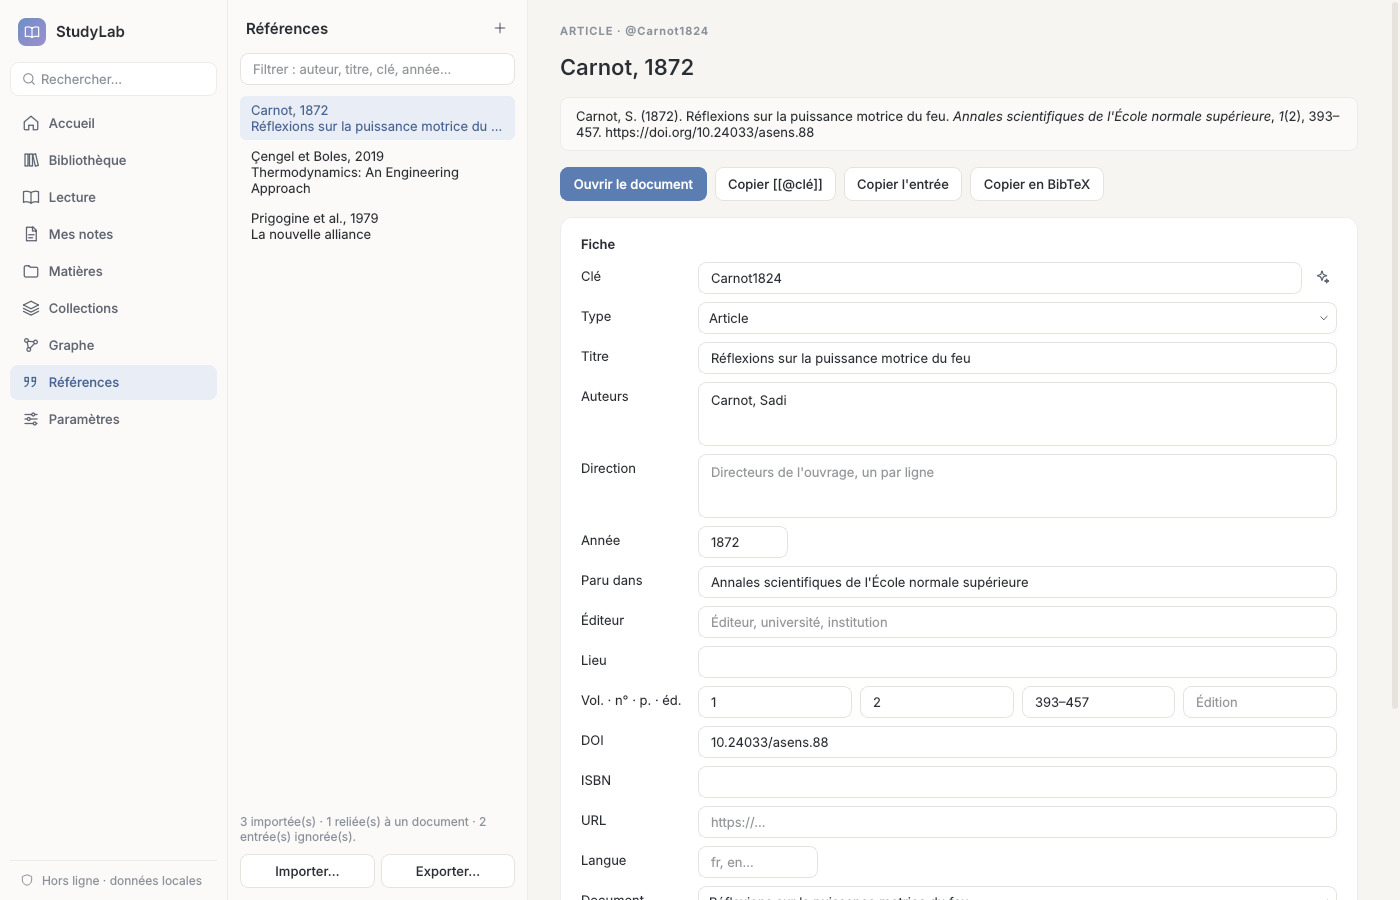 StudyLab
Rechercher...
Accueil
Bibliothèque
Lecture
Mes notes
Matières
Collections
Graphe
Références
Paramètres
Hors ligne · données locales
Références
Filtrer : auteur, titre, clé, année...
Carnot, 1872
Réflexions sur la puissance motrice du ...
Çengel et Boles, 2019
Thermodynamics: An Engineering
Approach
Prigogine et al., 1979
La nouvelle alliance
3 importée(s) · 1 reliée(s) à un document · 2
entrée(s) ignorée(s).
Importer...
Exporter...
ARTICLE · @Carnot1824
Carnot, 1872
Carnot, S. (1872). Réflexions sur la puissance motrice du feu. Annales scientifiques de l'École normale supérieure, 1(2), 393–
457. https://doi.org/10.24033/asens.88
Ouvrir le document
Copier [[@clé]]
Copier l'entrée
Copier en BibTeX
Fiche
Clé
Carnot1824
Type
Article
Titre
Réflexions sur la puissance motrice du feu
Auteurs
Carnot, Sadi
Direction
Directeurs de l'ouvrage, un par ligne
Année
1872
Paru dans
Annales scientifiques de l'École normale supérieure
Éditeur
Éditeur, université, institution
Lieu
Vol. · n° · p. · éd.
1
2
393–457
Édition
DOI
10.24033/asens.88
ISBN
URL
https://...
Langue
fr, en...
Document
Réflexions sur la puissance motrice du feu